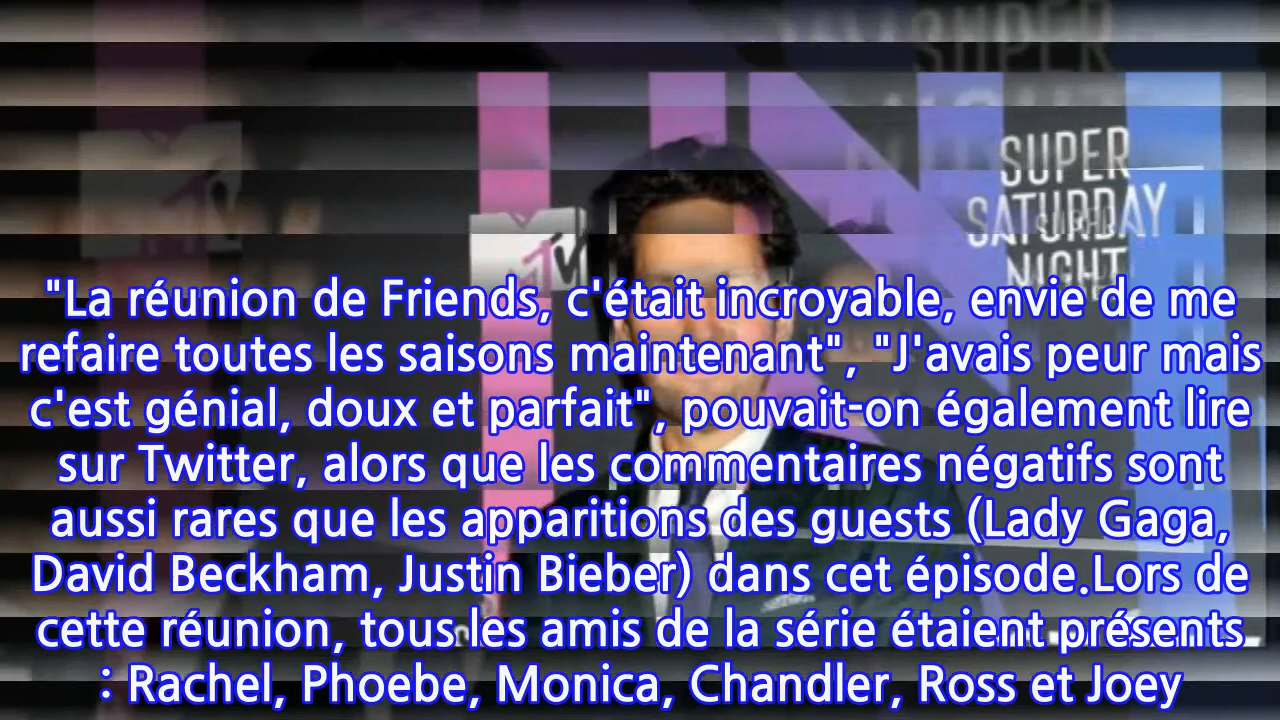 SUPER
SATURDAY
NIGHT
"La réunion de Friends, c'était incroyable, envie de me
refaire toutes les saisons maintenant", "J'avais peur mais
c'est génial, doux et parfait", pouvait-on également lire
sur Twitter, alors que les commentaires négatifs sont
aussi rares que les apparitions des guests (Lady Gaga,
David Beckham, Justin Bieber) dans cet épisode.Lors de
cette réunion, tous les amis de la série étaient présents
: Rachel, Phoebe, Monica, Chandler, Ross et Joey